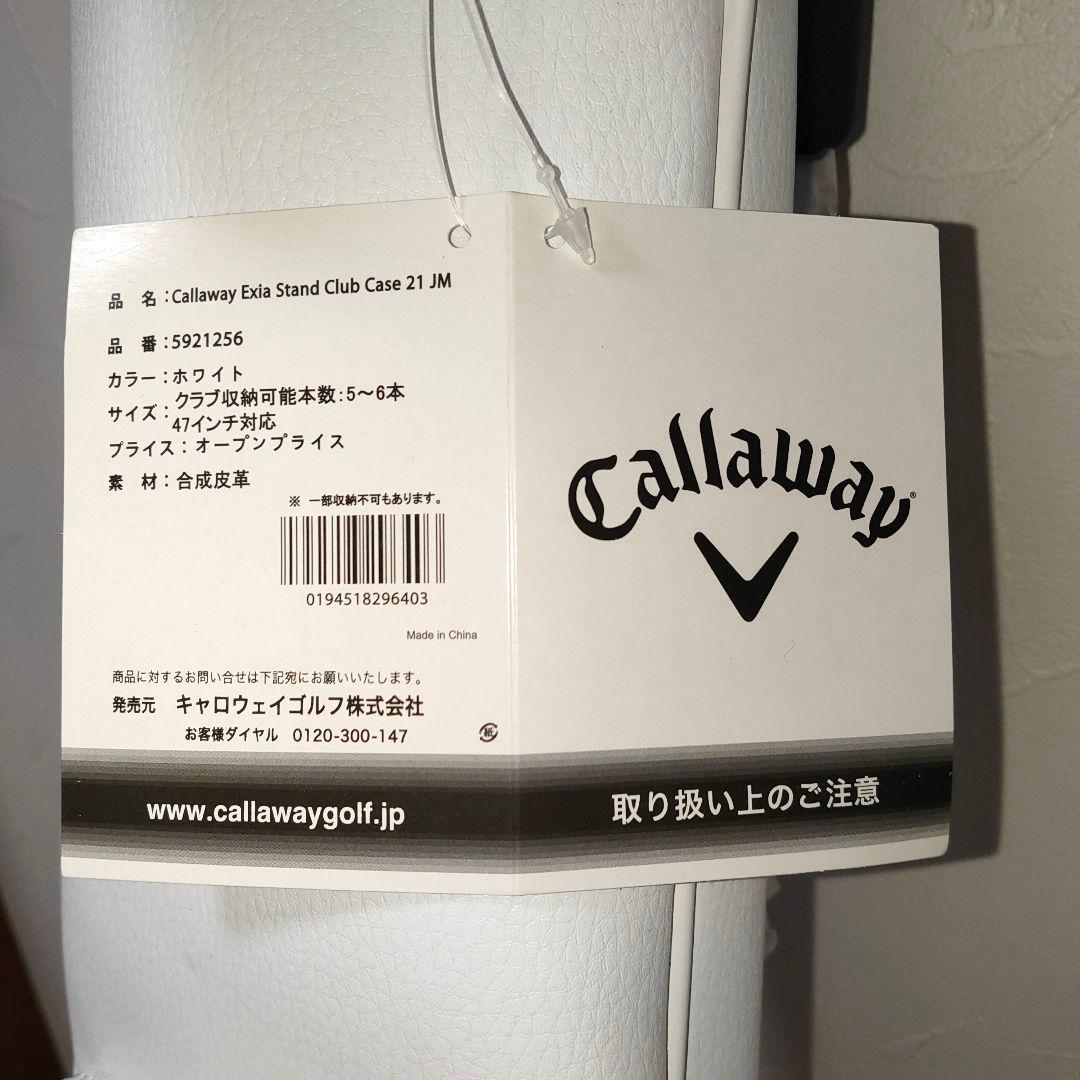 品 名:Callaway Exia Stand Club Case 21 JM
品 番:5921256
カラー:ホワイト
サイズ:クラブ収納可能本数:5〜6本
47インチ対応
プライス:オープンプライス
素 材:合成皮革
※ 一部収納不可もあります。
0194518296403
Made in China
商品に対するお問い合せは下記宛にお願いいたします。
発売元 キャロウェイゴルフ株式会社
お客様ダイヤル 0120-300-147
紙
www.callawaygolf.jp
Callaway®
取り扱い上のご注意